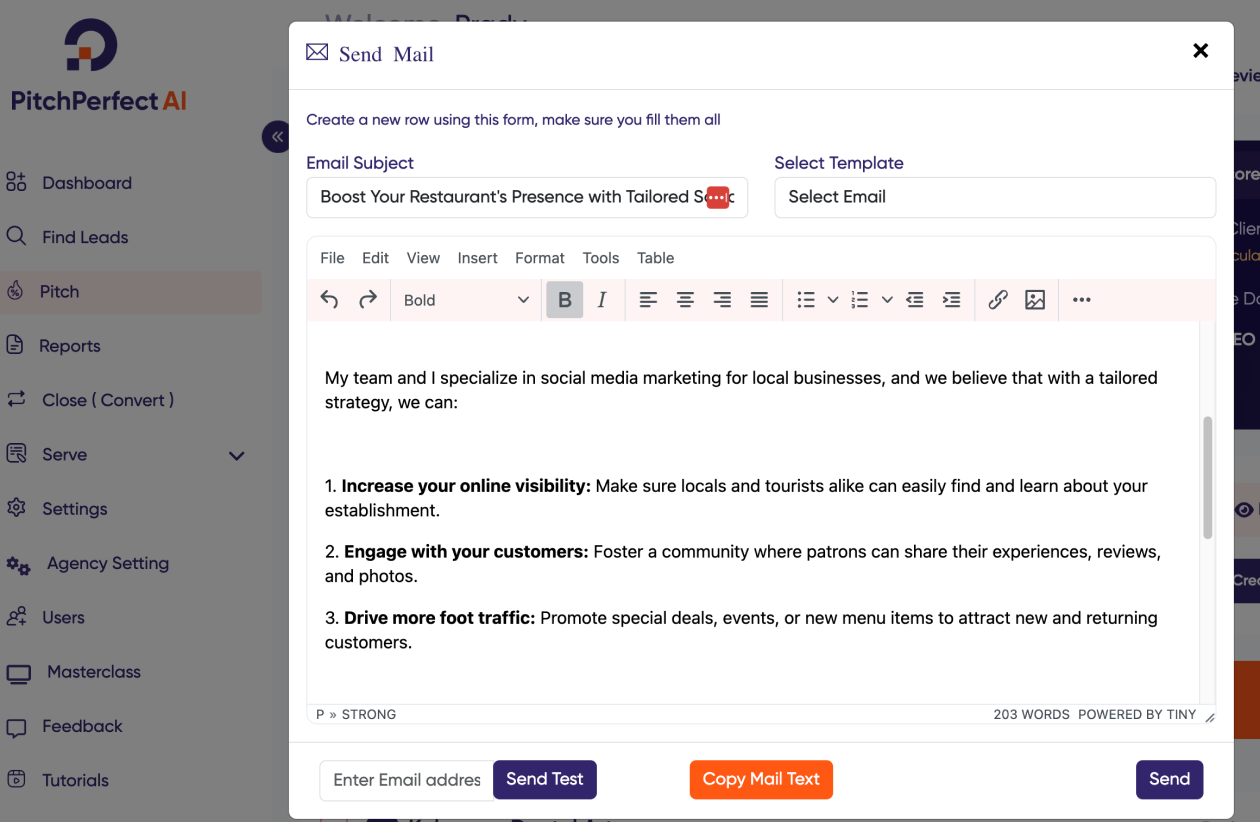 Welcome Prady
PitchPerfect AI
Dashboard
Find Leads
Pitch
Reports
Close ( Convert )
Serve
Settings
Agency Setting
Users
Masterclass
Feedback
Tutorials
Send Mail
Create a new row using this form, make sure you fill them all
Email Subject
Boost Your Restaurant's Presence with Tailored
Select Template
Select Email
File Edit View Insert Format Tools Table
Bold B I
My team and I specialize in social media marketing for local businesses, and we believe that with a tailored
strategy, we can:
1. Increase your online visibility: Make sure locals and tourists alike can easily find and learn about your
establishment.
2. Engage with your customers: Foster a community where patrons can share their experiences, reviews,
and photos.
3. Drive more foot traffic: Promote special deals, events, or new menu items to attract new and returning
customers.
P » STRONG
203 WORDS POWERED BY TINY
Enter Email addres
Send Test
Copy Mail Text
Send